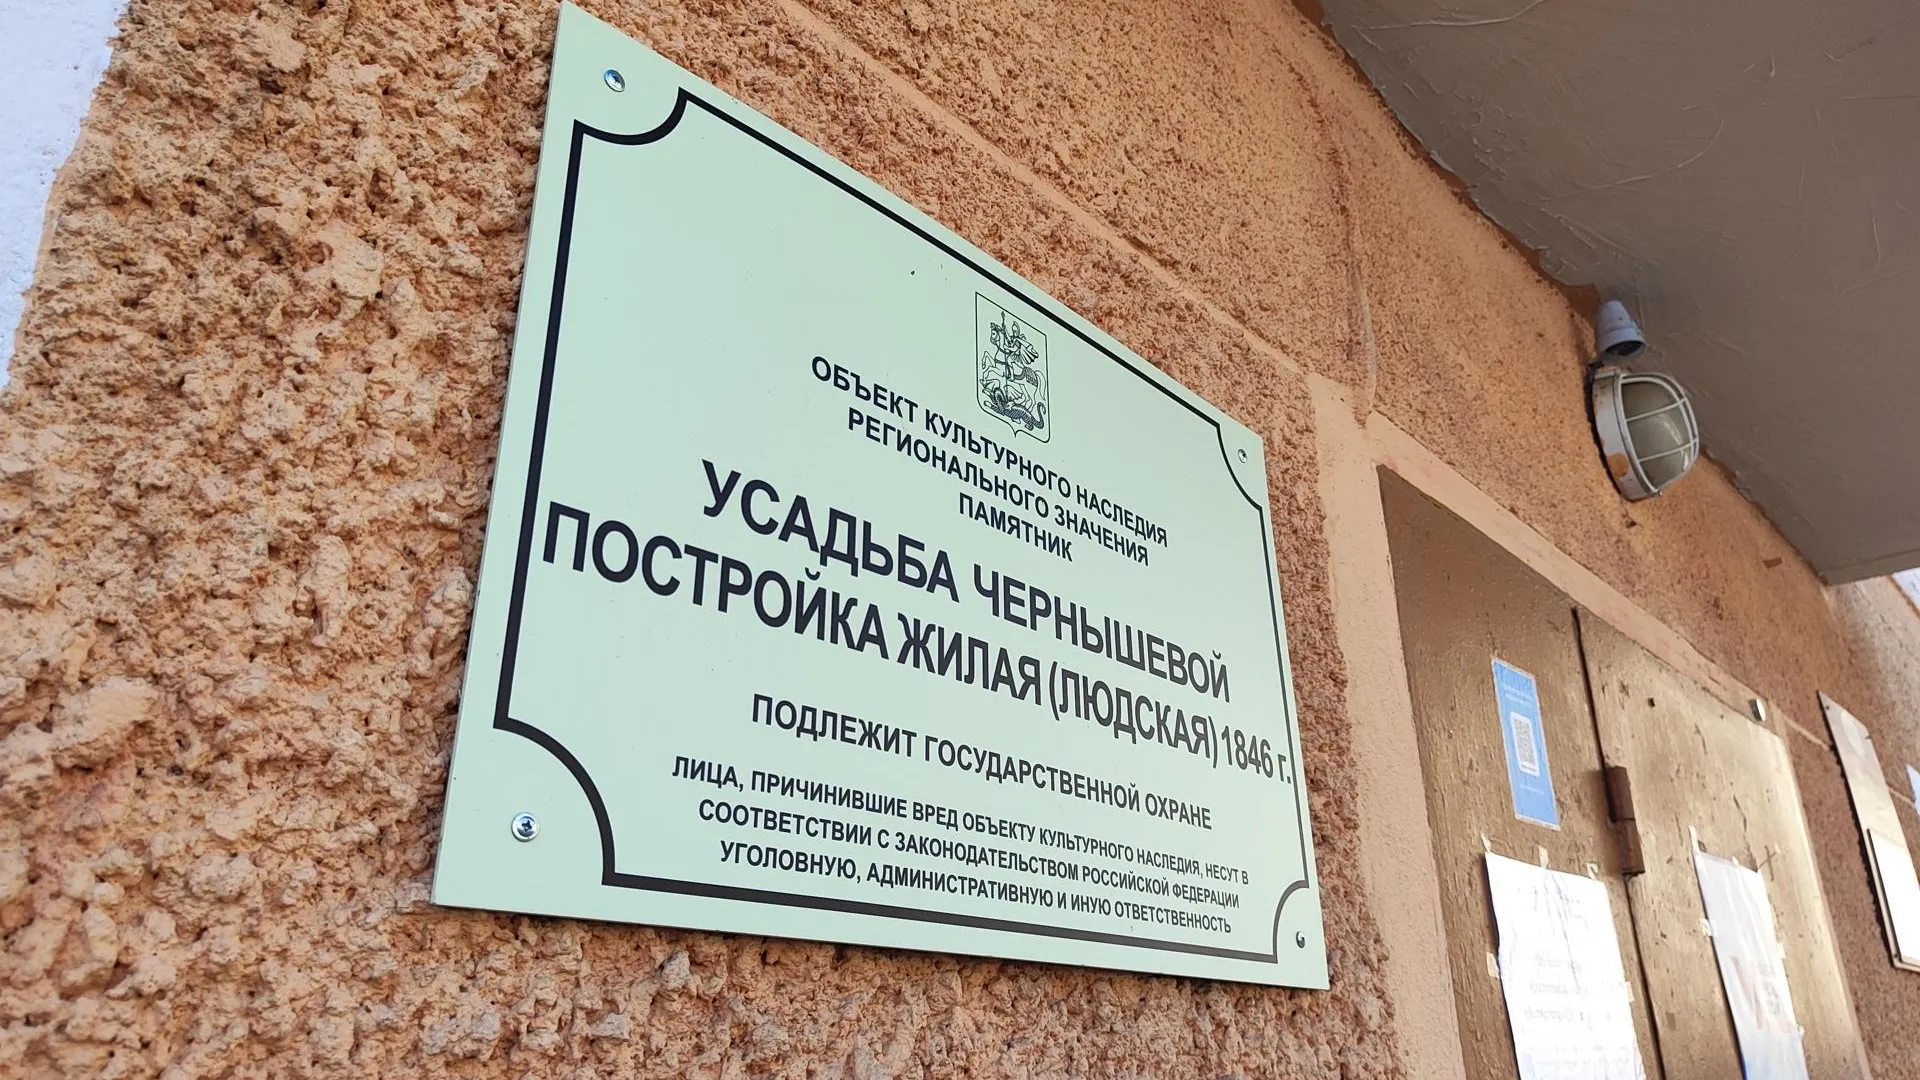 ОБЪЕКТ КУЛЬТУРНОГО НАСЛЕДИЯ
РЕГИОНАЛЬНОГО ЗНАЧЕНИЯ
ПАМЯТНИК
УСАДЬБА ЧЕРНЫШЕВОЙ
ПОСТРОЙКА ЖИЛАЯ (ЛЮДСКАЯ) 1846 г.
ПОДЛЕЖИТ ГОСУДАРСТВЕННОЙ ОХРАНЕ
ЛИЦА, ПРИЧИНИВШИЕ ВРЕД ОБЪЕКТУ КУЛЬТУРНОГО НАСЛЕДИЯ, НЕСУТ В
СООТВЕТСТВИИ С ЗАКОНОДАТЕЛЬСТВОМ РОССИЙСКОЙ ФЕДЕРАЦИИ
УГОЛОВНУЮ, АДМИНИСТРАТИВНУЮ И ИНУЮ ОТВЕТСТВЕННОСТЬ